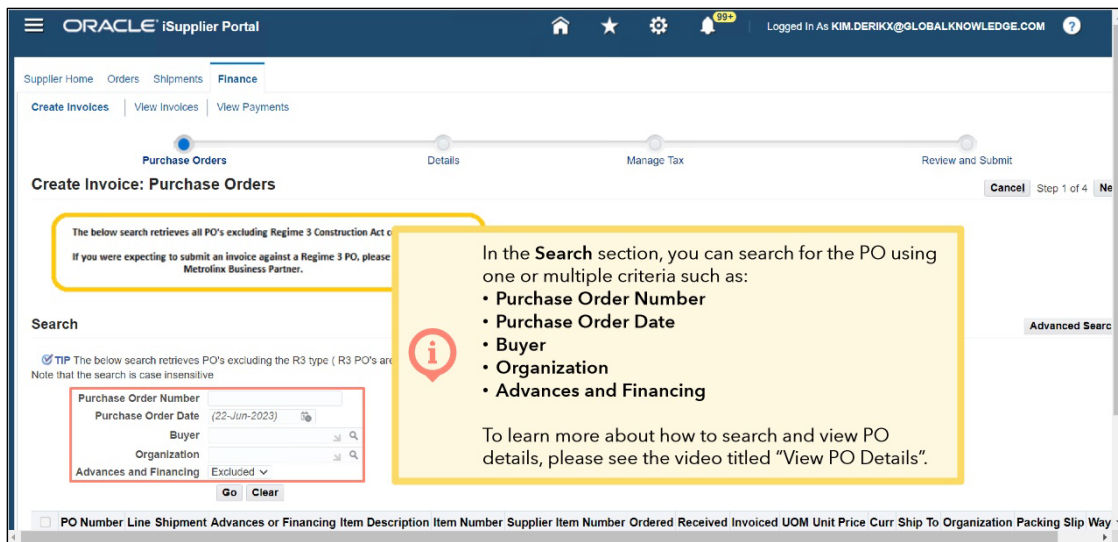 ORACLE iSupplier Portal
99+
Logged In As KIM.DERIKX@GLOBALKNOWLEDGE.COM
?
Supplier Home Orders Shipments Finance
Create Invoices View Invoices View Payments
Purchase Orders Details Manage Tax Review and Submit
Create Invoice: Purchase Orders
Cancel Step 1 of 4
The below search retrieves all PO's excluding Regime 3 Construction Act
If you were expecting to submit an invoice against a Regime 3 PO, please
Metrolinx Business Partner.
In the Search section, you can search for the PO using
one or multiple criteria such as:
• Purchase Order Number
• Purchase Order Date
• Buyer
• Organization
• Advances and Financing
To learn more about how to search and view PO
details, please see the video titled “View PO Details”.
Search
Advanced
TIP The below search retrieves PO's excluding the R3 type ( R3 PO's are
Note that the search is case insensitive
Purchase Order Number
Purchase Order Date (22-Jun-2023)
Buyer
Organization
Advances and Financing Excluded
Go Clear
PO Number Line Shipment Advances or Financing Item Description Item Number Supplier Item Number Ordered Received Invoiced UOM Unit Price Curr Ship To Organization Packing Slip Way